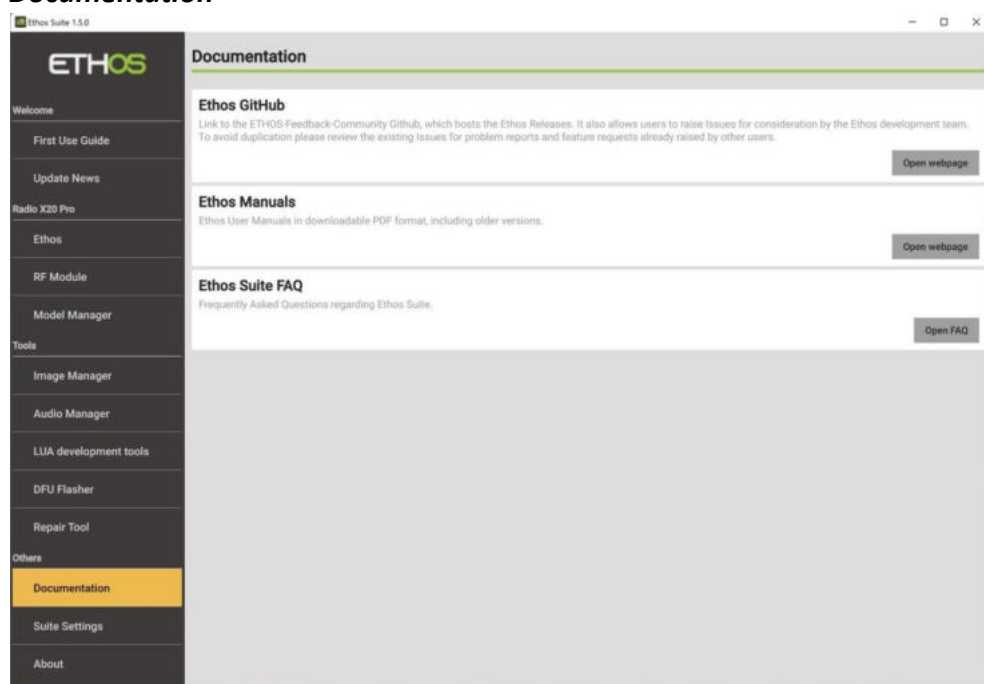 Documentation
Ethos Suite 1.5.0
ETHOS
Welcome
First Use Guide
Update News
Radio X20 Pro
Ethos
RF Module
Model Manager
Tools
Image Manager
Audio Manager
LUA development tools
DFU Flasher
Repair Tool
Others
Documentation
Suite Settings
About
Documentation
Ethos GitHub
Link to the ETHOS-Feedback-Community Github, which hosts the Ethos Releases. It also allows users to raise Issues for consideration by the Ethos development team.
To avoid duplication please review the existing Issues for problem reports and feature requests already raised by other users.
Open webpage
Ethos Manuals
Ethos User Manuals in downloadable PDF format, including older versions.
Open webpage
Ethos Suite FAQ
Frequently Asked Questions regarding Ethos Suite.
Open FAQ